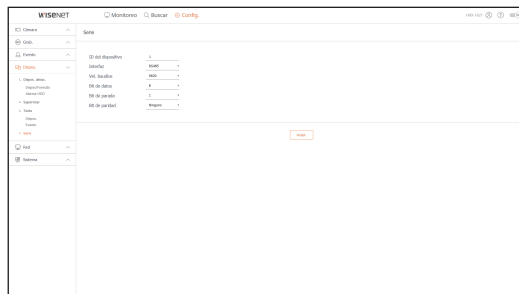 WISENET
Monitoreo
Buscar
Config.
Cámara
Grab.
Evento
Dispos.
Dispos. almac.
Dispos/Formato
Alarma HDD
Supervisar
Texto
Dispos.
Evento
Serie
Red
Sistema
Serie
ID del dispositivo 1
Interfaz RS485
Vel. baudios 9600
Bit de datos 8
Bit de parada 1
Bit de paridad Ninguno